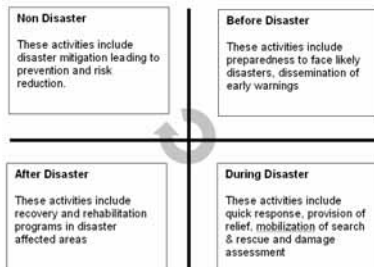 Non Disaster
These activities include
disaster mitigation leading to
prevention and risk
reduction.
Before Disaster
These activities include
preparedness to face likely
disasters, dissemination of
early warnings
After Disaster
These activities include
recovery and rehabilitation
programs in disaster
affected areas
During Disaster
These activities include
quick response, provision of
relief, mobilization of search
& rescue and damage
assessment